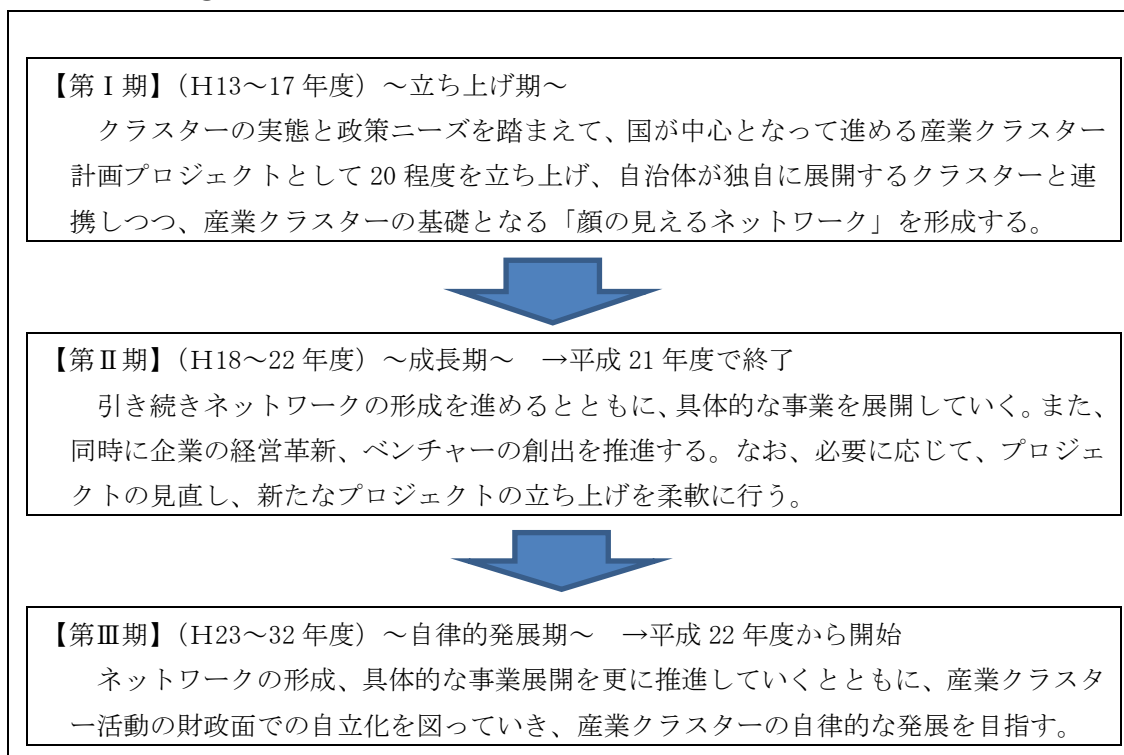 【第Ⅰ期】(H13～17 年度）～立ち上げ期～
クラスターの実態と政策ニーズを踏まえて、国が中心となって進める産業クラスター
計画プロジェクトとして 20 程度を立ち上げ、自治体が独自に展開するクラスターと連
携しつつ、産業クラスターの基礎となる「顔の見えるネットワーク」を形成する。
【第Ⅱ期】（H18～22 年度）～成長期～　→平成 21 年度で終了
引き続きネットワークの形成を進めるとともに、具体的な事業を展開していく。また、
同時に企業の経営革新、ベンチャーの創出を推進する。なお、必要に応じて、プロジェ
クトの見直し、新たなプロジェクトの立ち上げを柔軟に行う。
【第Ⅲ期】（H23～32 年度）～自律的発展期～　→平成 22 年度から開始
ネットワークの形成、具体的な事業展開を更に推進していくとともに、産業クラスタ
ー活動の財政面での自立化を図っていき、産業クラスターの自律的な発展を目指す。